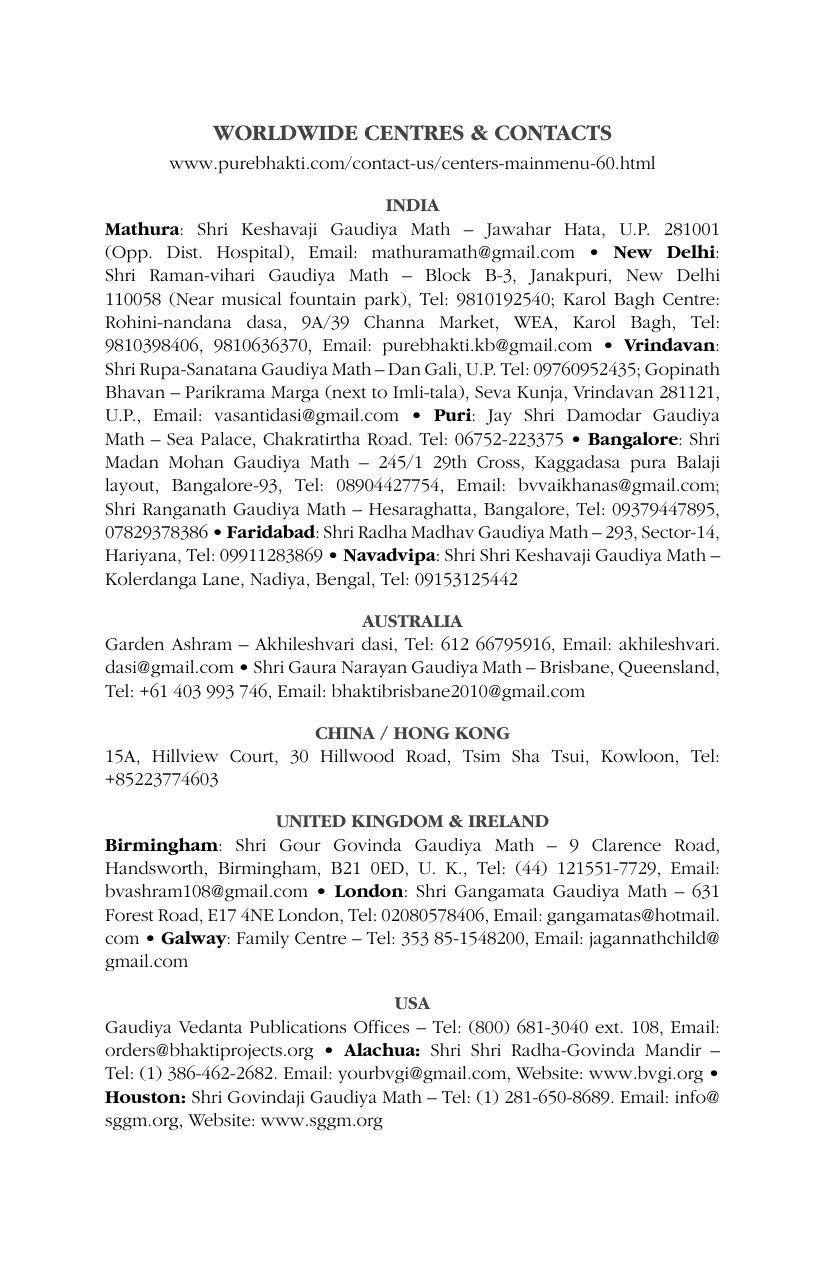 WORLDWIDE CENTRES & CONTACTS
www.purebhakti.com/contact-us/centers-mainmenu-60.html
INDIA
Mathura: Shri Keshavaji Gaudiya Math – Jawahar Hata, U.P. 281001
(Opp. Dist. Hospital), Email: mathuramath@gmail.com • New Delhi:
Shri Raman-vihari Gaudiya Math – Block B-3, Janakpuri, New Delhi
110058 (Near musical fountain park), Tel: 9810192540; Karol Bagh Centre:
Rohini-nandana dasa, 9A/39 Channa Market, WEA, Karol Bagh, Tel:
9810398406, 9810636370, Email: purebhakti.kb@gmail.com • Vrindavan:
Shri Rupa-Sanatana Gaudiya Math – Dan Gali, U.P. Tel: 09760952435; Gopinath
Bhavan – Parikrama Marga (next to Imli-tala), Seva Kunja, Vrindavan 281121,
U.P., Email: vasantidasi@gmail.com • Puri: Jay Shri Damodar Gaudiya
Math – Sea Palace, Chakratirtha Road. Tel: 06752-223375 • Bangalore: Shri
Madan Mohan Gaudiya Math – 245/1 29th Cross, Kaggadasa pura Balaji
layout, Bangalore-93, Tel: 08904427754, Email: bvvaikhanas@gmail.com;
Shri Ranganath Gaudiya Math – Hesaraghatta, Bangalore, Tel: 09379447895,
07829378386 • Faridabad: Shri Radha Madhav Gaudiya Math – 293, Sector-14,
Hariyana, Tel: 09911283869 • Navadvipa: Shri Shri Keshavaji Gaudiya Math –
Kolerdanga Lane, Nadiya, Bengal, Tel: 09153125442
AUSTRALIA
Garden Ashram – Akhileshvari dasi, Tel: 612 66795916, Email: akhileshvari.
dasi@gmail.com • Shri Gaura Narayan Gaudiya Math – Brisbane, Queensland,
Tel: +61 403 993 746, Email: bhaktibrisbane2010@gmail.com
CHINA / HONG KONG
15A, Hillview Court, 30 Hillwood Road, Tsim Sha Tsui, Kowloon, Tel:
+85223774603
UNITED KINGDOM & IRELAND
Birmingham: Shri Gour Govinda Gaudiya Math – 9 Clarence Road,
Handsworth, Birmingham, B21 0ED, U. K., Tel: (44) 121551-7729, Email:
bvashram108@gmail.com • London: Shri Gangamata Gaudiya Math – 631
Forest Road, E17 4NE London, Tel: 02080578406, Email: gangamatas@hotmail.
com • Galway: Family Centre – Tel: 353 85-1548200, Email: jagannathchild@
gmail.com
USA
Gaudiya Vedanta Publications Offices – Tel: (800) 681-3040 ext. 108, Email:
orders@bhaktiprojects.org • Alachua: Shri Shri Radha-Govinda Mandir –
Tel: (1) 386-462-2682. Email: yourbvgi@gmail.com, Website: www.bvgi.org •
Houston: Shri Govindaji Gaudiya Math – Tel: (1) 281-650-8689. Email: info@
sggm.org, Website: www.sggm.org